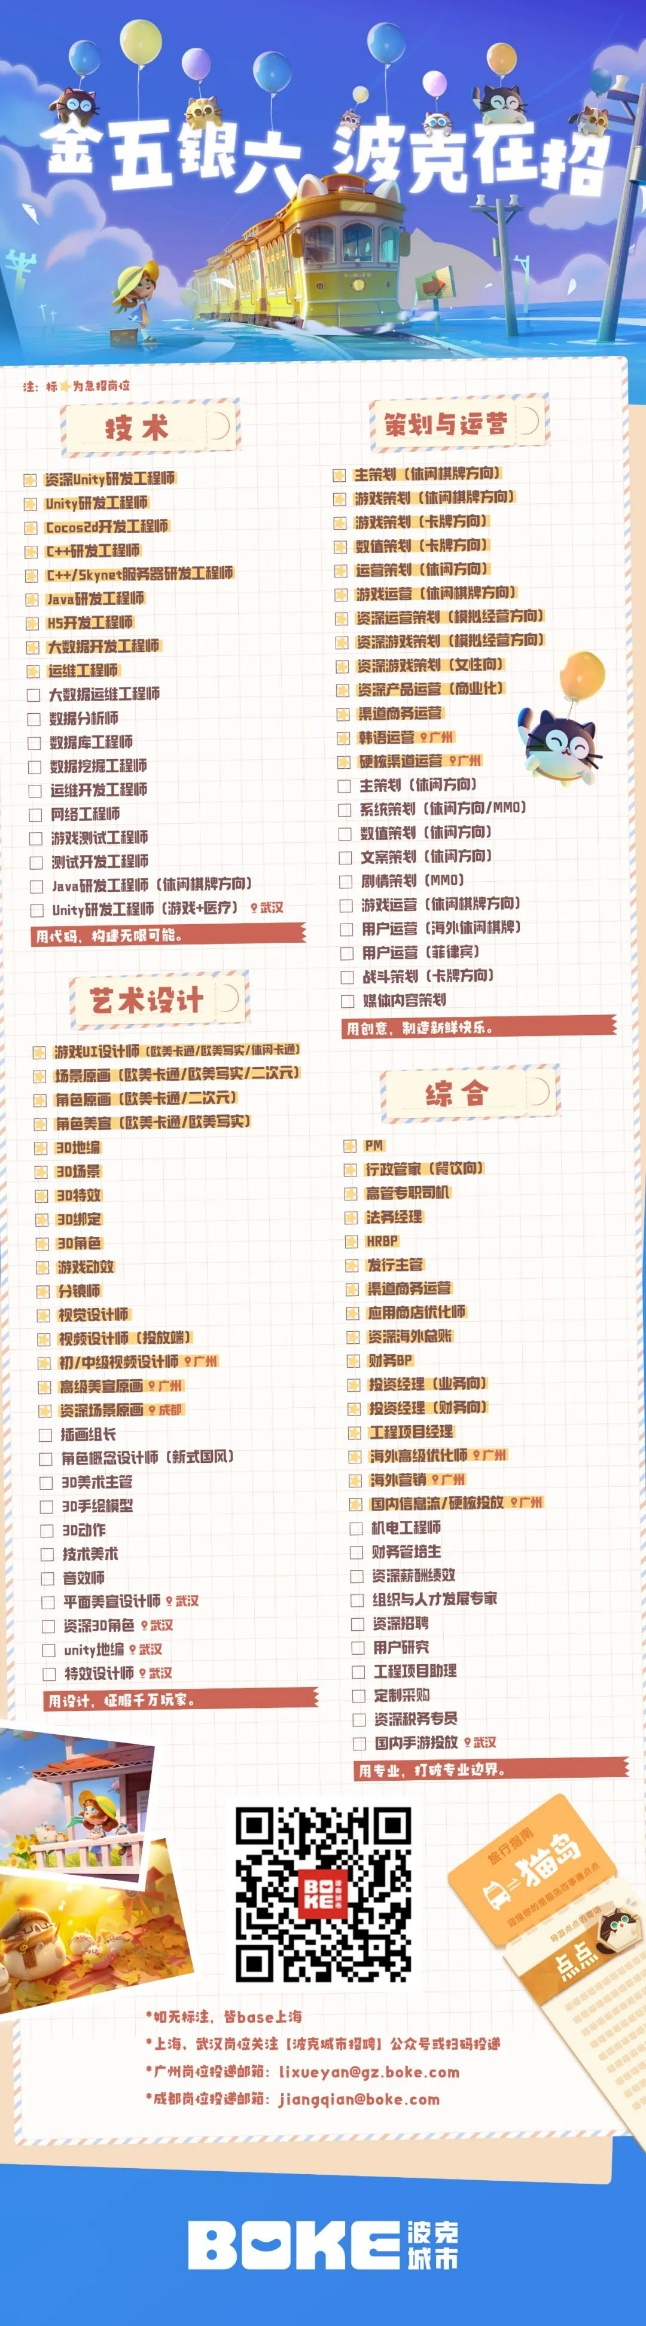 金五银六 波克在招
注：标⭐为急招岗位
技术
资深Unity研发工程师
Unity研发工程师
Cocos2d开发工程师
C++研发工程师
C++/Skynet服务器研发工程师
Java研发工程师
H5开发工程师
大数据开发工程师
运维工程师
大数据运维工程师
数据分析师
数据库工程师
数据挖掘工程师
运维开发工程师
网络工程师
游戏测试工程师
测试开发工程师
Java研发工程师（休闲棋牌方向）
Unity研发工程师（游戏+医疗） 武汉
用代码，构建无限可能。
艺术设计
游戏UI设计师（欧美卡通/欧美写实/休闲卡通）
场景原画（欧美卡通/欧美写实/二次元）
角色原画（欧美卡通/二次元）
角色美宣（欧美卡通/欧美写实）
3D地编
3D场景
3D特效
3D绑定
3D角色
游戏动效
分镜师
视觉设计师
视频设计师（投放端）
初/中级视频设计师 广州
高级美宣原画 广州
资深场景原画 成都
插画组长
角色概念设计师（新式国风）
3D美术主管
3D手绘模型
3D动作
技术美术
音效师
平面美宣设计师 武汉
资深3D角色 武汉
unity地编 武汉
特效设计师 武汉
用设计，征服千万玩家。
策划与运营
主策划（休闲棋牌方向）
游戏策划（休闲棋牌方向）
游戏策划（卡牌方向）
数值策划（卡牌方向）
运营策划（休闲方向）
游戏运营（休闲棋牌方向）
资深运营策划（模拟经营方向）
资深游戏策划（模拟经营方向）
资深游戏策划（女性向）
资深产品运营（商业化）
渠道商务运营
韩语运营 广州
硬核渠道运营 广州
主策划（休闲方向）
系统策划（休闲方向/MMO）
数值策划（休闲方向）
文案策划（休闲方向）
剧情策划（MMO）
游戏运营（休闲棋牌方向）
用户运营（海外休闲棋牌）
用户运营（菲律宾）
战斗策划（卡牌方向）
媒体内容策划
用创意，制造新鲜快乐。
综合
PM
行政管家（餐饮向）
高管专职司机
法务经理
HRBP
发行主管
渠道商务运营
应用商店优化师
资深海外总账
财务BP
投资经理（业务向）
投资经理（财务向）
工程项目经理
海外高级优化师 广州
海外营销 广州
国内信息流/硬核投放 广州
机电工程师
财务管培主
资深薪酬绩效
组织与人才发展专家
资深招聘
用户研究
工程项目助理
定制采购
资深税务专员
国内手游投放 武汉
用专业，打破专业边界。
BOKE
波克城市
旅行指南
猫岛
点点
*如无标注，皆base上海
*上海、武汉岗位关注【波克城市招聘】公众号或扫码投递
*广州岗位投递邮箱：lixueyan@gz.boke.com
*成都岗位投递邮箱：jiangqian@boke.com
BOKE 波克城市